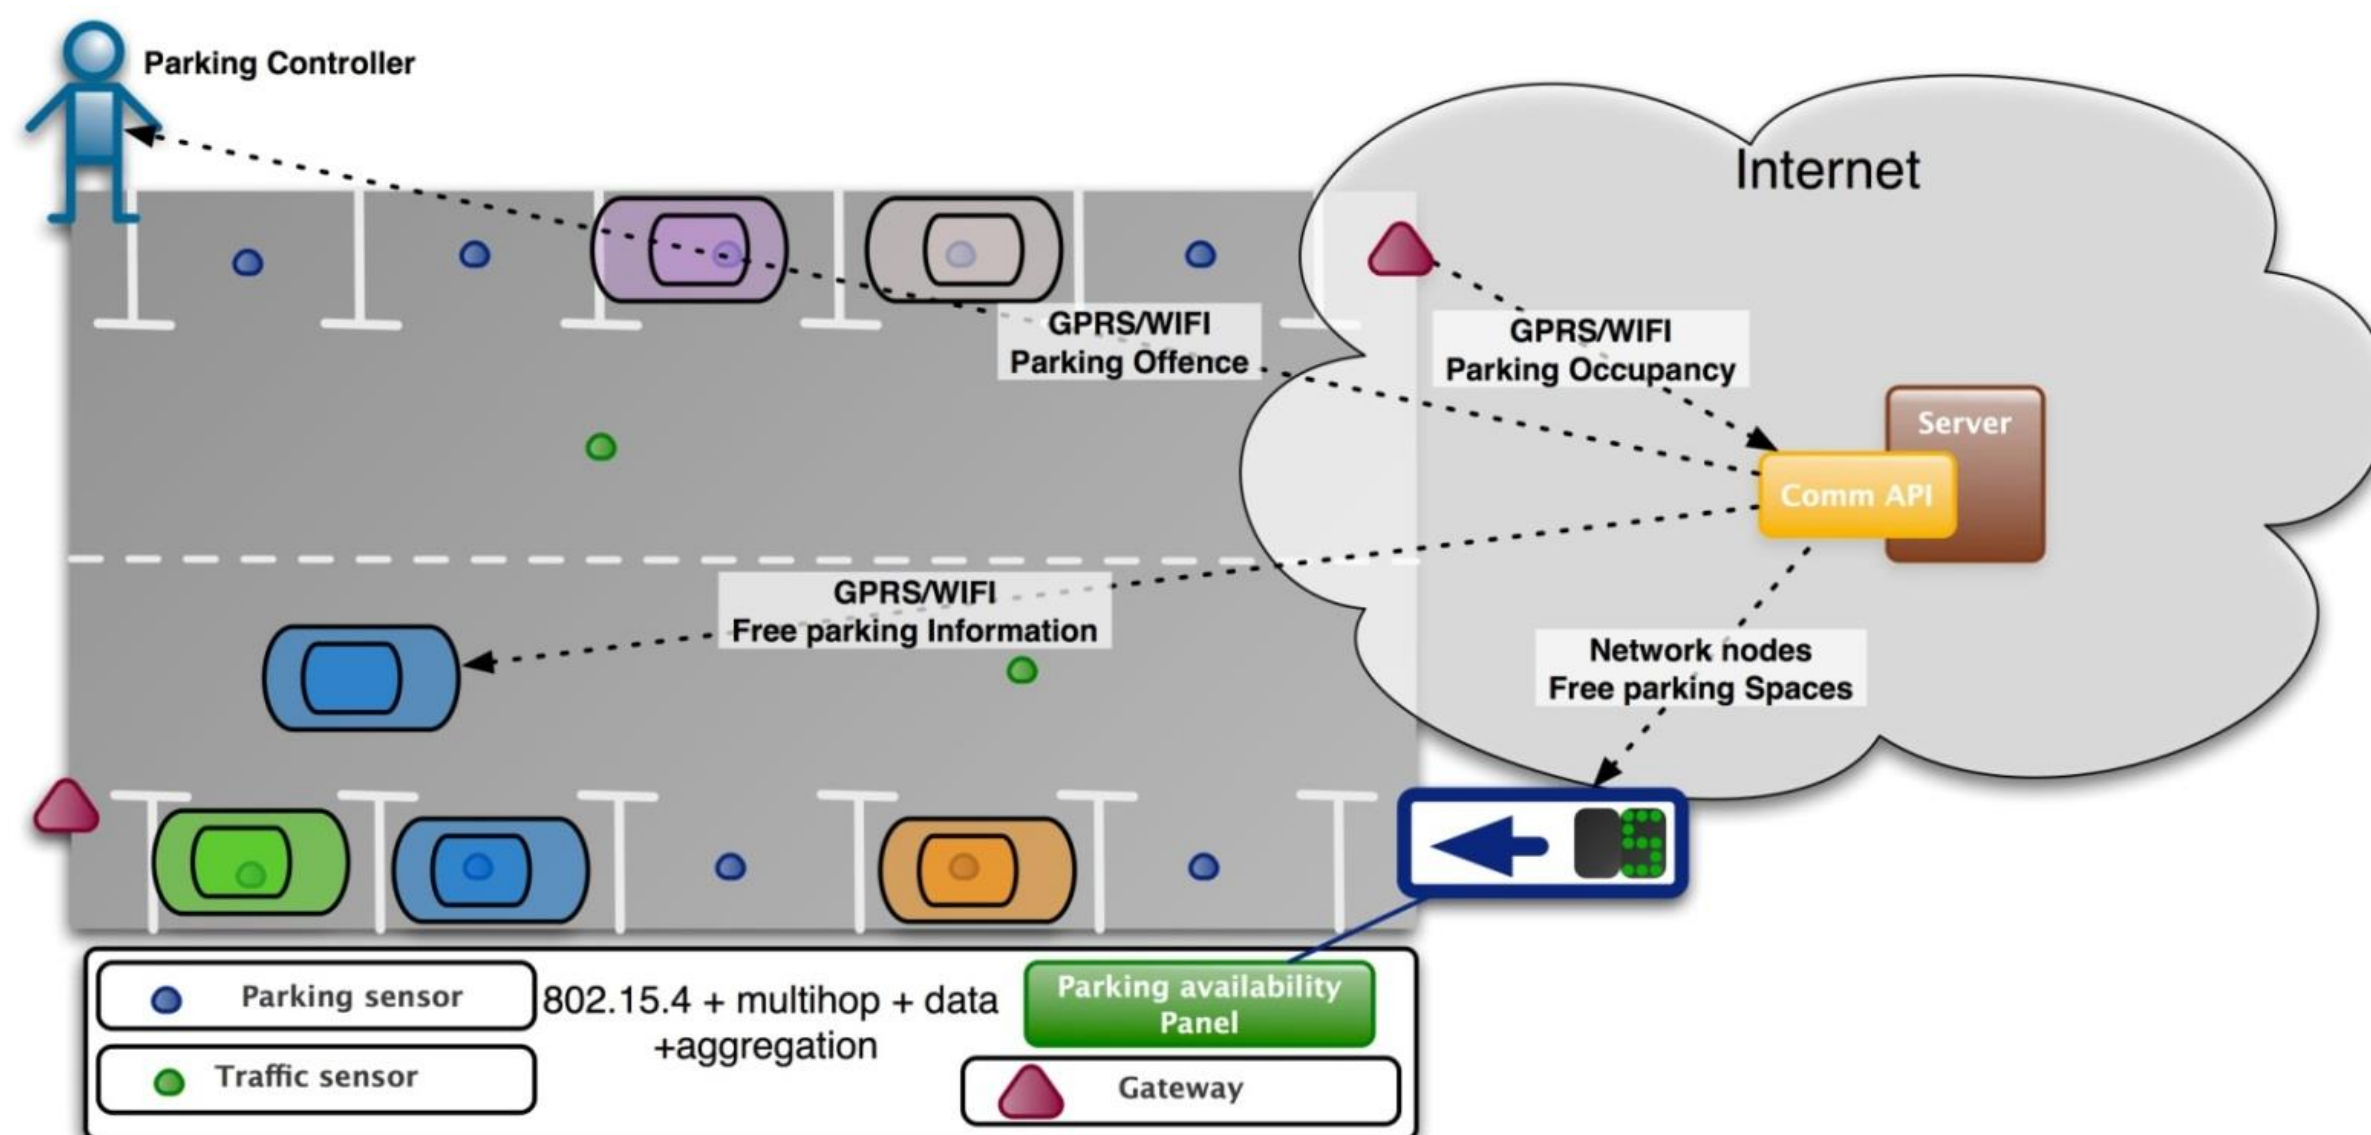 Parking Controller
Internet
GPRS/WIFI
Parking Offence
GPRS/WIFI
Parking Occupancy
Server
Comm API
GPRS/WIFI
Free parking Information
Network nodes
Free parking Spaces
5
Parking sensor
802.15.4 + multihop + data
+aggregation
Parking availability
Panel
Traffic sensor
Gateway